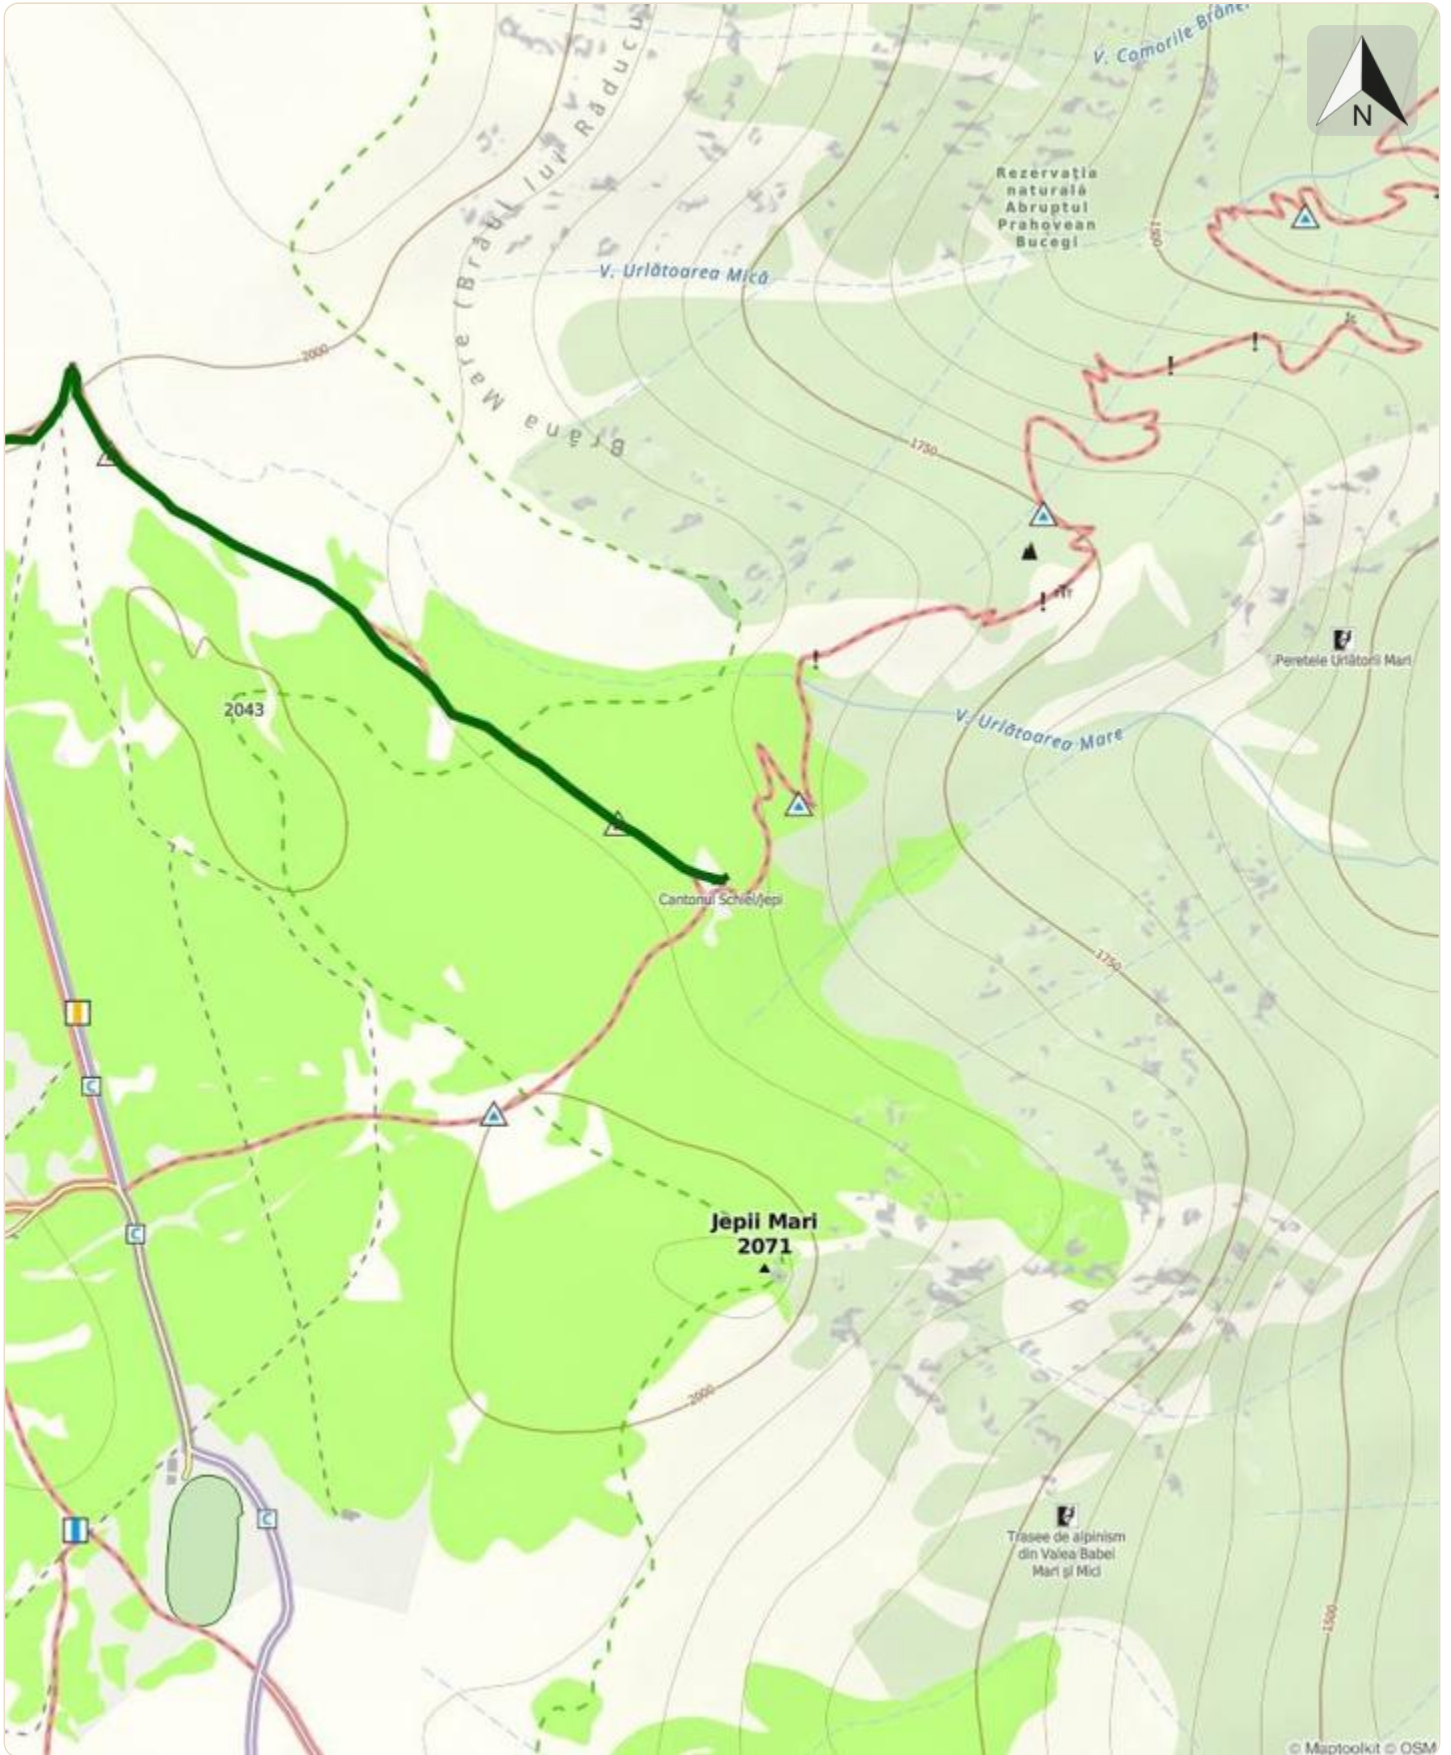 V. Comorile Brânei
N
Rezervația
naturală
Abruptul
Prahovean
Bucegi
1500
Brâna Mare (Brâul lui Răducu
V. Urlătoarea Mică
2000
1750
!
!
!
!
Peretele Urlătorii Mari
2043
V. Urlătoarea Mare
Cantonul Schiel/Jepi
1750
C
Jepii Mari
2071
C
2000
C
Trasee de alpinism
din Valea Babei
Mari și Mici
1500
© Maptoolkit © OSM